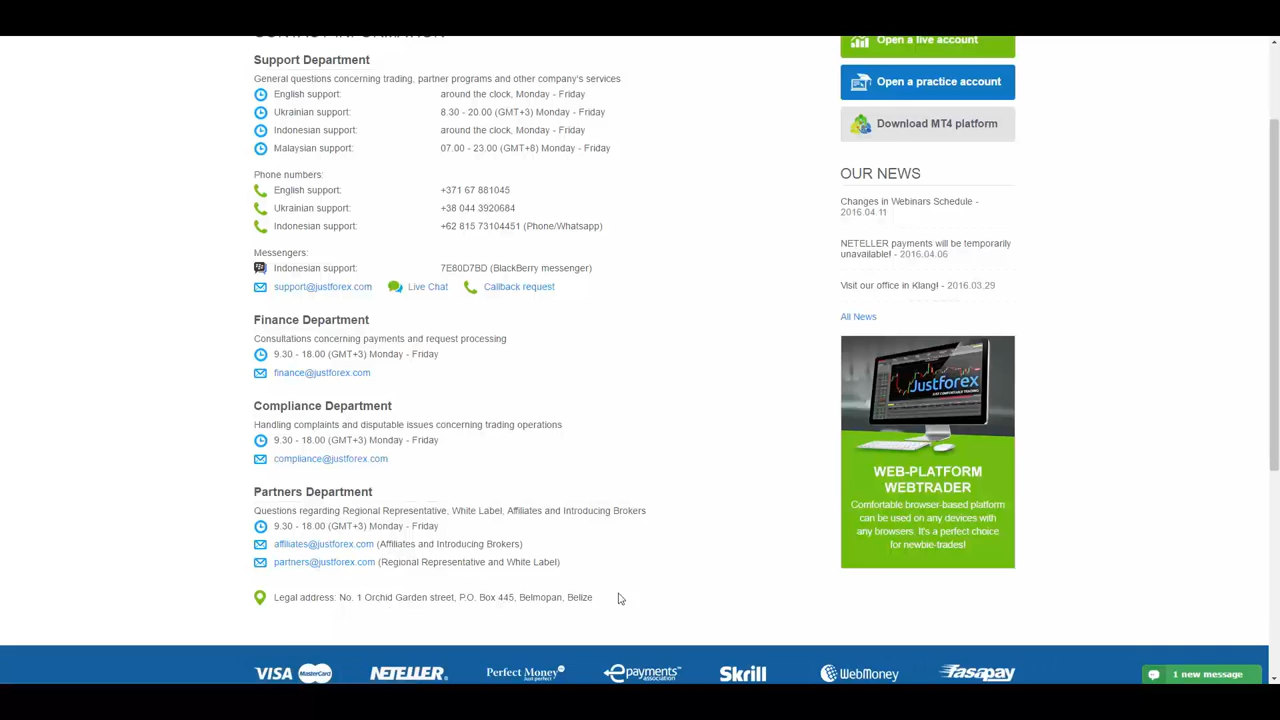 CONTACT INFORMATION
Support Department
General questions concerning trading, partner programs and other company's services
English support: around the clock, Monday - Friday
Ukrainian support: 8.30 - 20.00 (GMT+3) Monday - Friday
Indonesian support: around the clock, Monday - Friday
Malaysian support: 07.00 - 23.00 (GMT+8) Monday - Friday
Phone numbers:
English support: +371 67 881045
Ukrainian support: +38 044 3920684
Indonesian support: +62 815 73104451 (Phone/Whatsapp)
Messengers:
Indonesian support: 7E80D7BD (BlackBerry messenger)
support@justforex.com Live Chat Callback request
Finance Department
Consultations concerning payments and request processing
9.30 - 18.00 (GMT+3) Monday - Friday
finance@justforex.com
Compliance Department
Handling complaints and disputable issues concerning trading operations
9.30 - 18.00 (GMT+3) Monday - Friday
compliance@justforex.com
Partners Department
Questions regarding Regional Representative, White Label, Affiliates and Introducing Brokers
9.30 - 18.00 (GMT+3) Monday - Friday
affiliates@justforex.com (Affiliates and Introducing Brokers)
partners@justforex.com (Regional Representative and White Label)
Legal address: No. 1 Orchid Garden street, P.O. Box 445, Belmopan, Belize
Open a live account
Open a practice account
Download MT4 platform
OUR NEWS
Changes in Webinars Schedule -
2016.04.11
NETELLER payments will be temporarily
unavailable! - 2016.04.06
Visit our office in Klang! - 2016.03.29
All News
Justforex
JUST COMFORTABLE TRADING
WEB-PLATFORM
WEBTRADER
Comfortable browser-based platform
can be used on any devices with
any browsers. It's a perfect choice
for newbie-trades!
VISA MasterCard NETELLER Perfect Money Just perfect epayments association Skrill WebMoney fasapay
1 new message